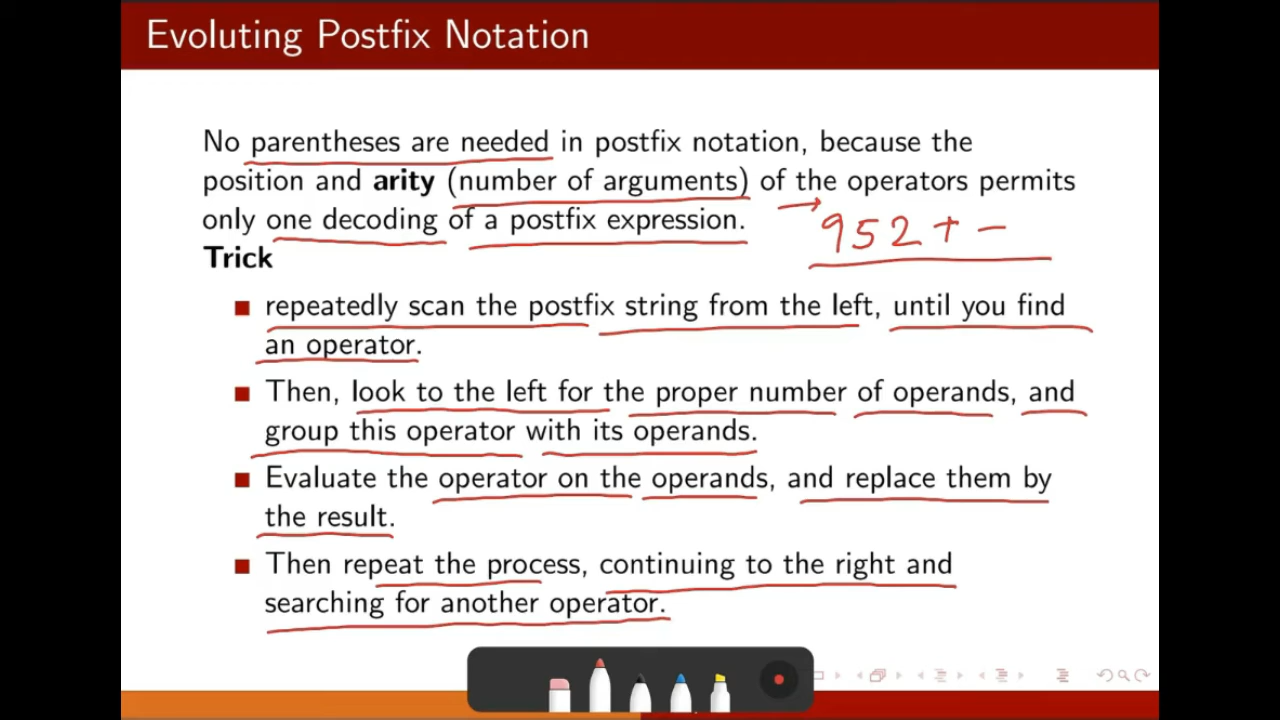 Evoluting Postfix Notation
No parentheses are needed in postfix notation, because the
position and arity (number of arguments) of the operators permits
only one decoding of a postfix expression.
952+-
Trick
repeatedly scan the postfix string from the left, until you find
an operator.
Then, look to the left for the proper number of operands, and
group this operator with its operands.
Evaluate the operator on the operands, and replace them by
the result.
Then repeat the process, continuing to the right and
searching for another operator.